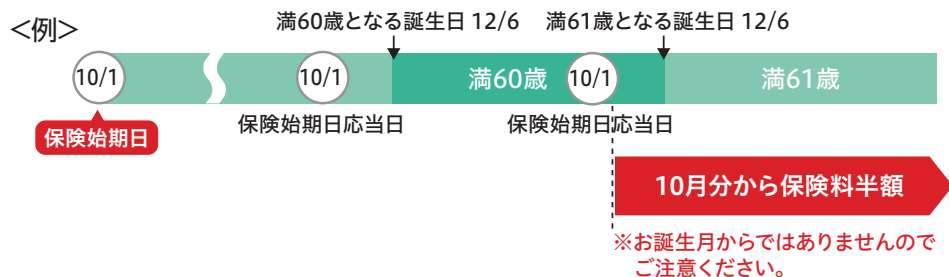 <例>
満60歳となる誕生日 12/6
満61歳となる誕生日 12/6
10/1
10/1
満60歳
10/1
満61歳
保険始期日
保険始期日応当日
保険始期日応当日
10月分から保険料半額
※お誕生月からではありませんので
ご注意ください。